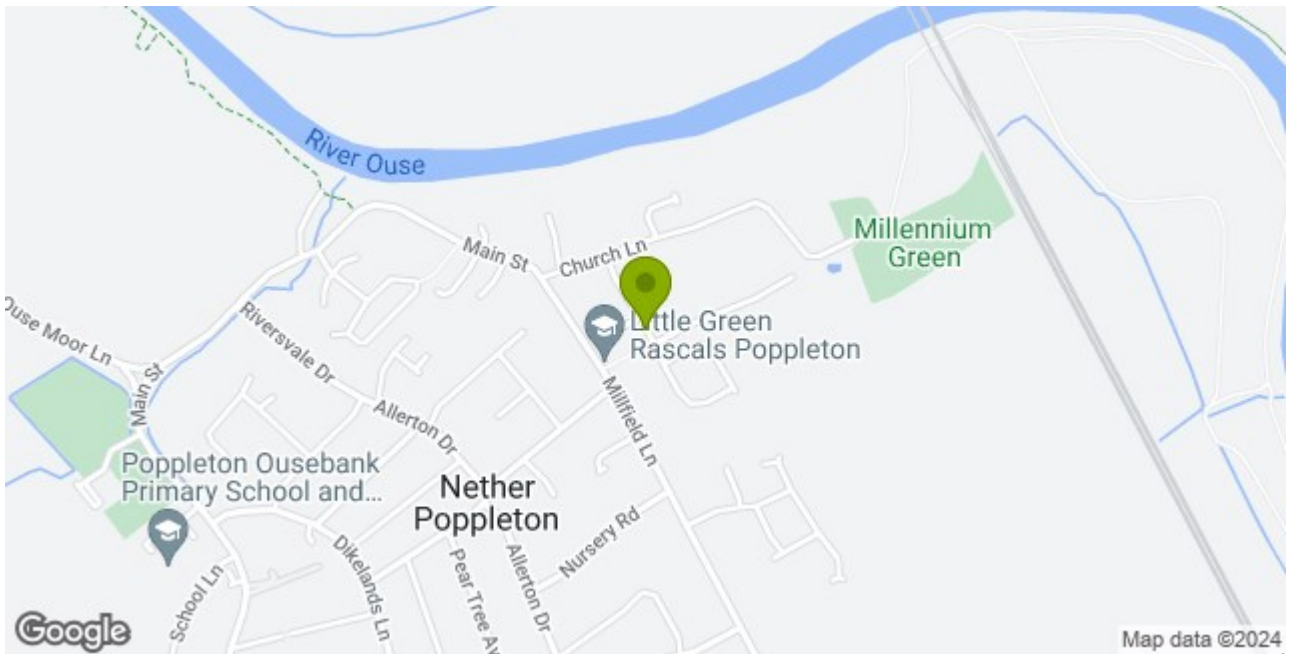 River Ouse
Millennium
Green
Main St
Church Ln
Little Green
Rascals Poppleton
Ouse Moor Ln
Riversvale Dr
Main St
Allerton Dr
Millfield Ln
Poppleton Ousebank
Primary School and...
Nether
Poppleton
Nursery Rd
Dikelands Ln
Allerton Dr
Pear Tree Av
School Ln
Google
Map data ©2024